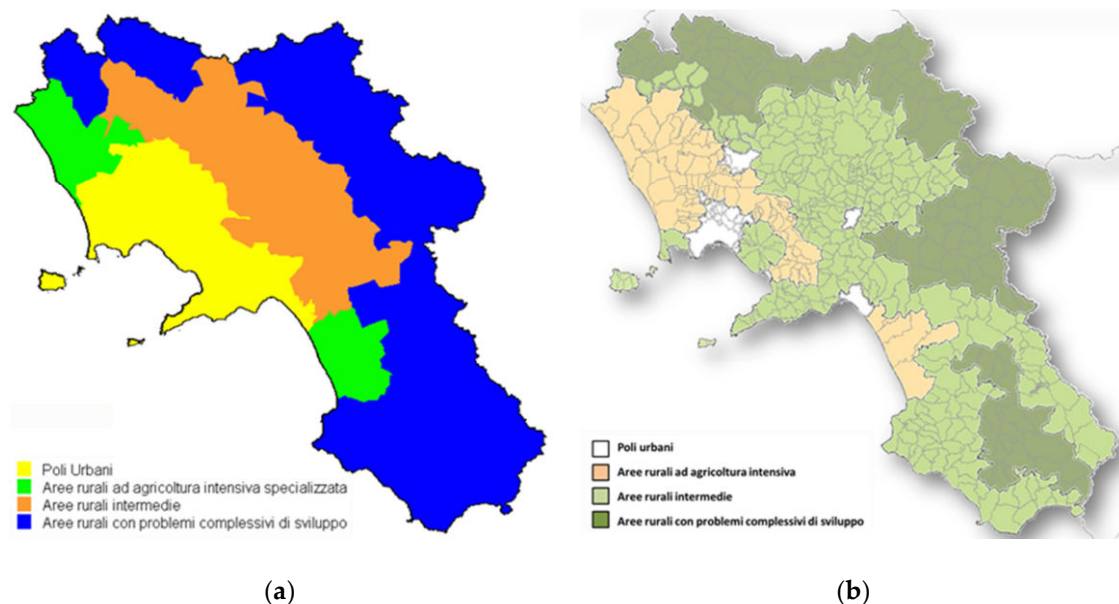 Poli Urbani
Aree rurali ad agricoltura intensiva specializzata
Aree rurali intermedie
Aree rurali con problemi complessivi di sviluppo
Poli urbani
Aree rurali ad agricoltura intensiva
Aree rurali intermedie
Aree rurali con problemi complessivi di sviluppo
(a)
(b)